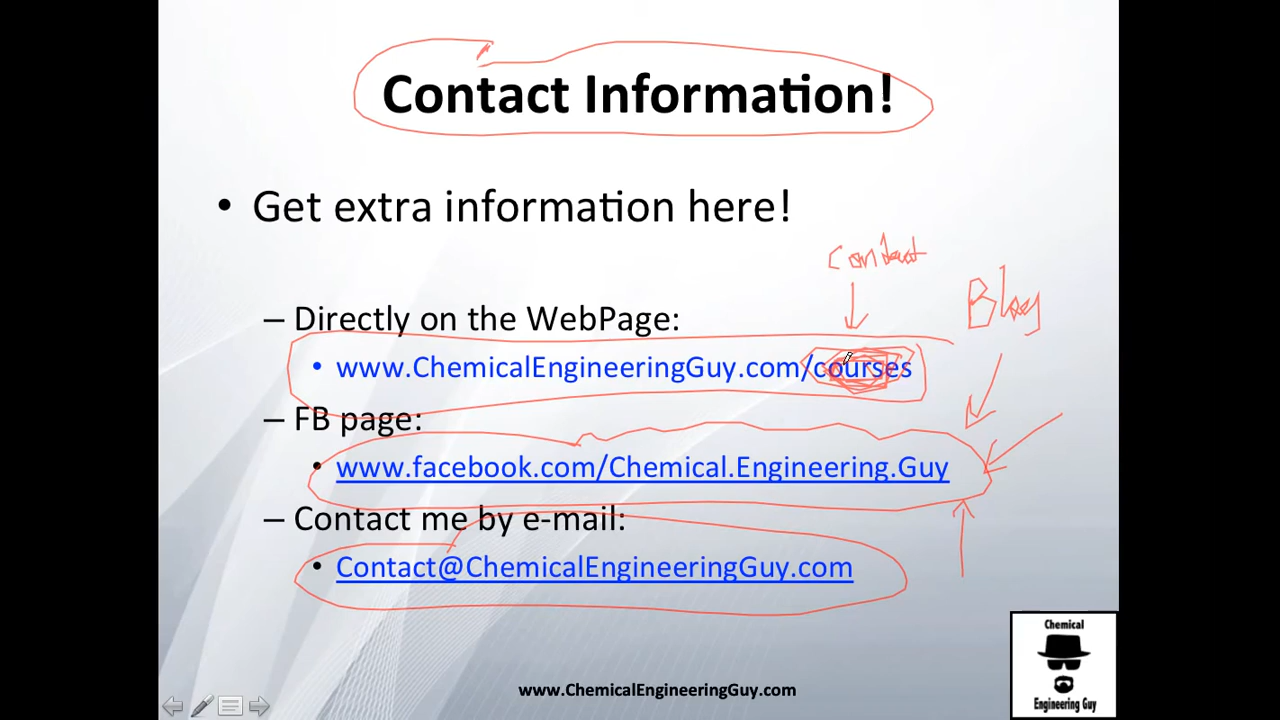 Contact Information!
• Get extra information here!
Contact
Blog
– Directly on the WebPage:
• www.ChemicalEngineeringGuy.com/courses
– FB page:
• www.facebook.com/Chemical.Engineering.Guy
– Contact me by e-mail:
• Contact@ChemicalEngineeringGuy.com
Chemical
Engineering Guy
www.ChemicalEngineeringGuy.com